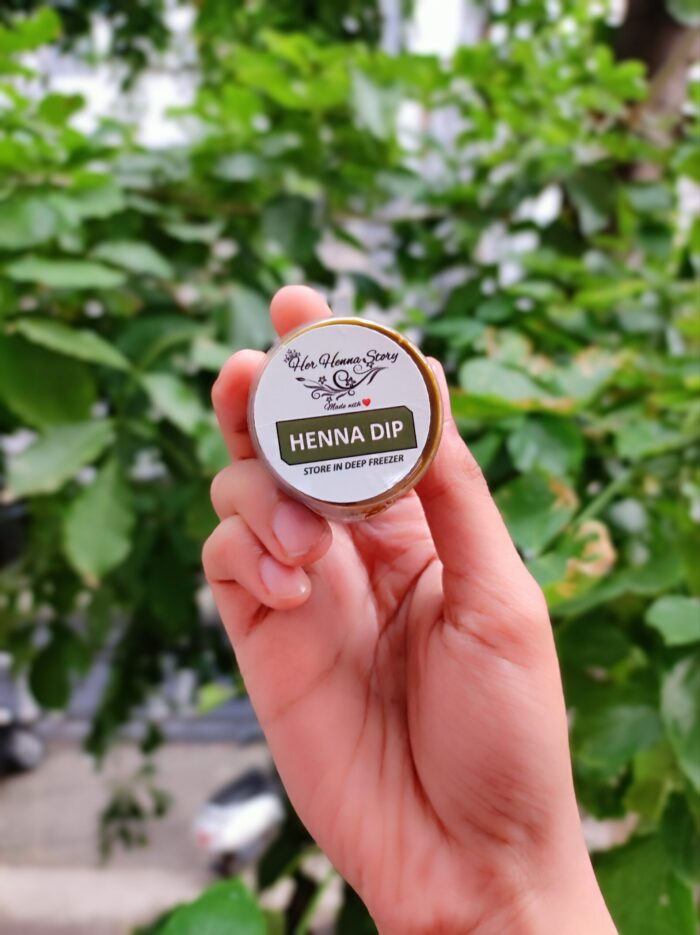 Her Henna Story
Made with ❤
HENNA DIP
STORE IN DEEP FREEZER